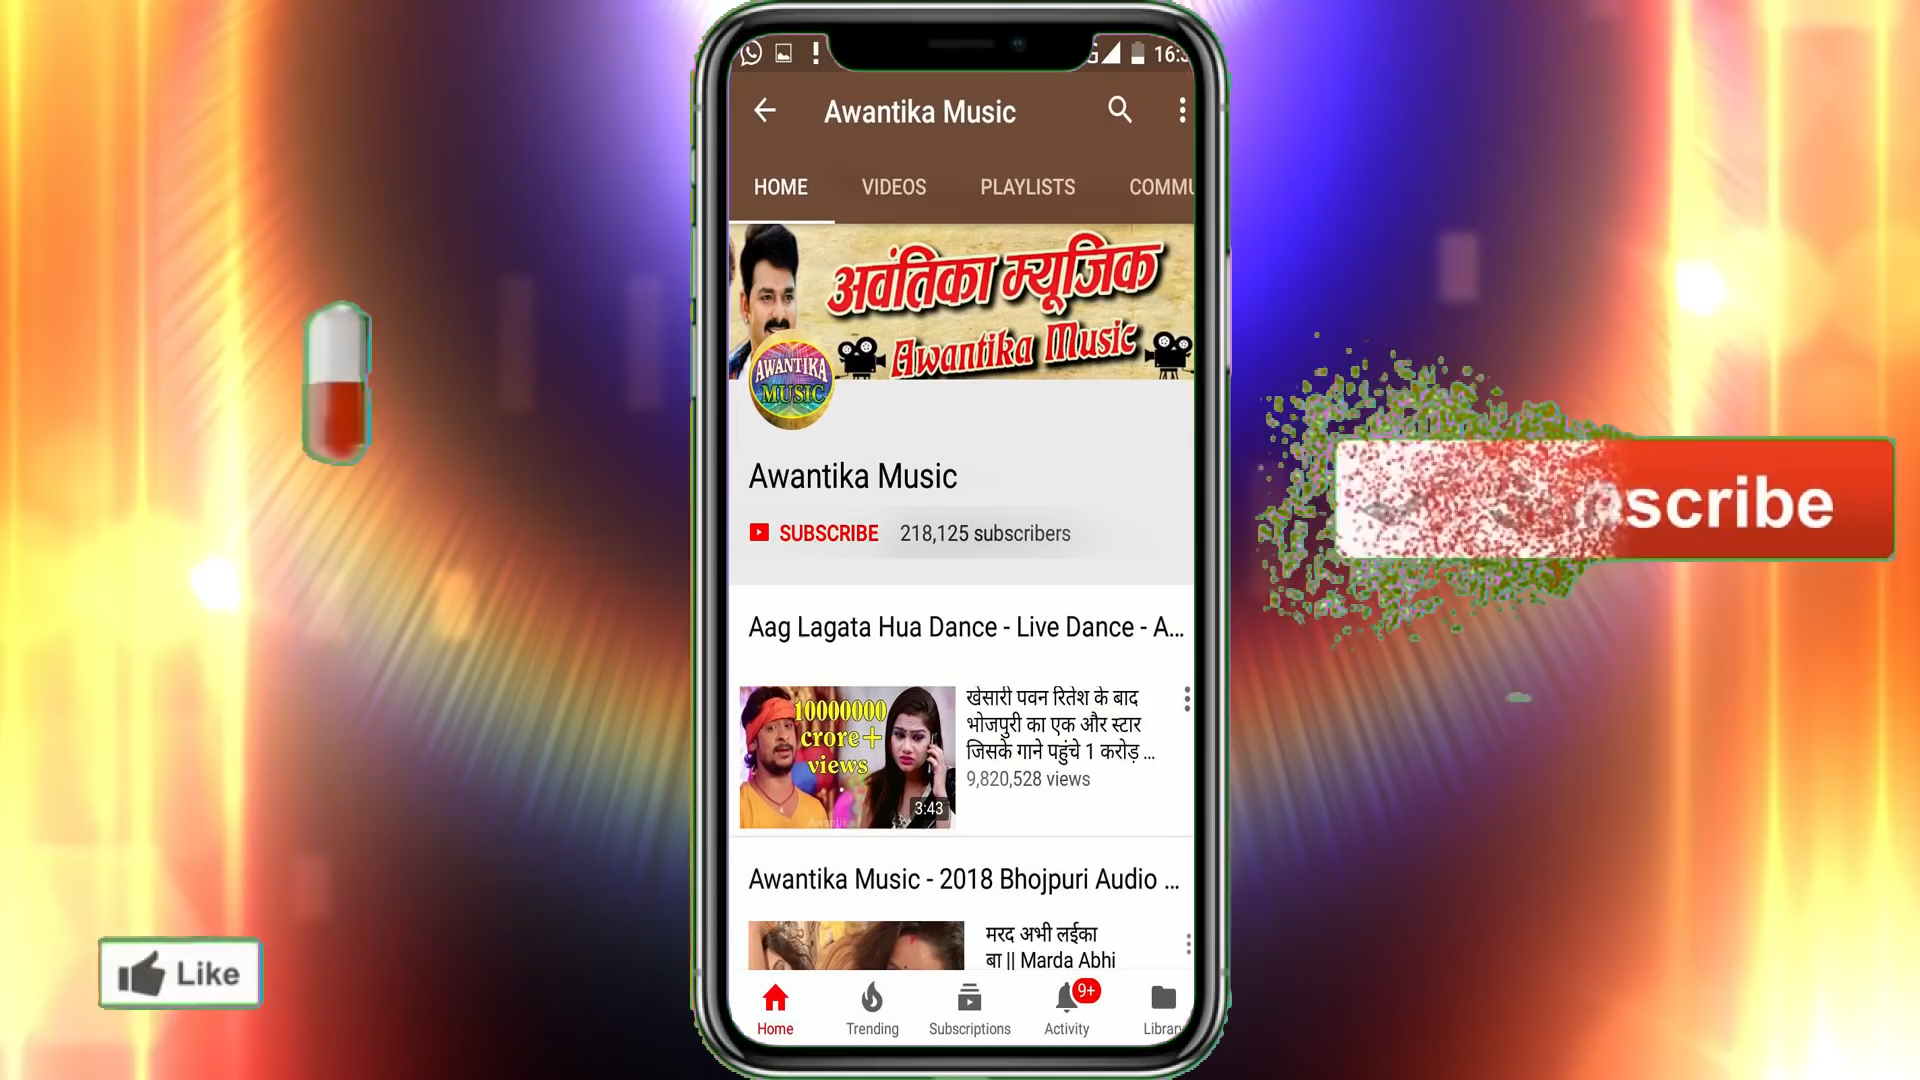 16:3
Awantika Music
HOME VIDEOS PLAYLISTS COMMU
अवंतिका म्यूजिक
Awantika Music
AWANTIKA
MUSIC
Awantika Music
SUBSCRIBE 218,125 subscribers
scribe
Aag Lagata Hua Dance - Live Dance - A...
10000000
crore+
views
3:43
खेसारी पवन रितेश के बाद
भोजपुरी का एक और स्टार
जिसके गाने पहुंचे 1 करोड़ ...
9,820,528 views
Awantika Music - 2018 Bhojpuri Audio ...
मरद अभी लईका
बा || Marda Abhi
Like
9+
Home Trending Subscriptions Activity Library